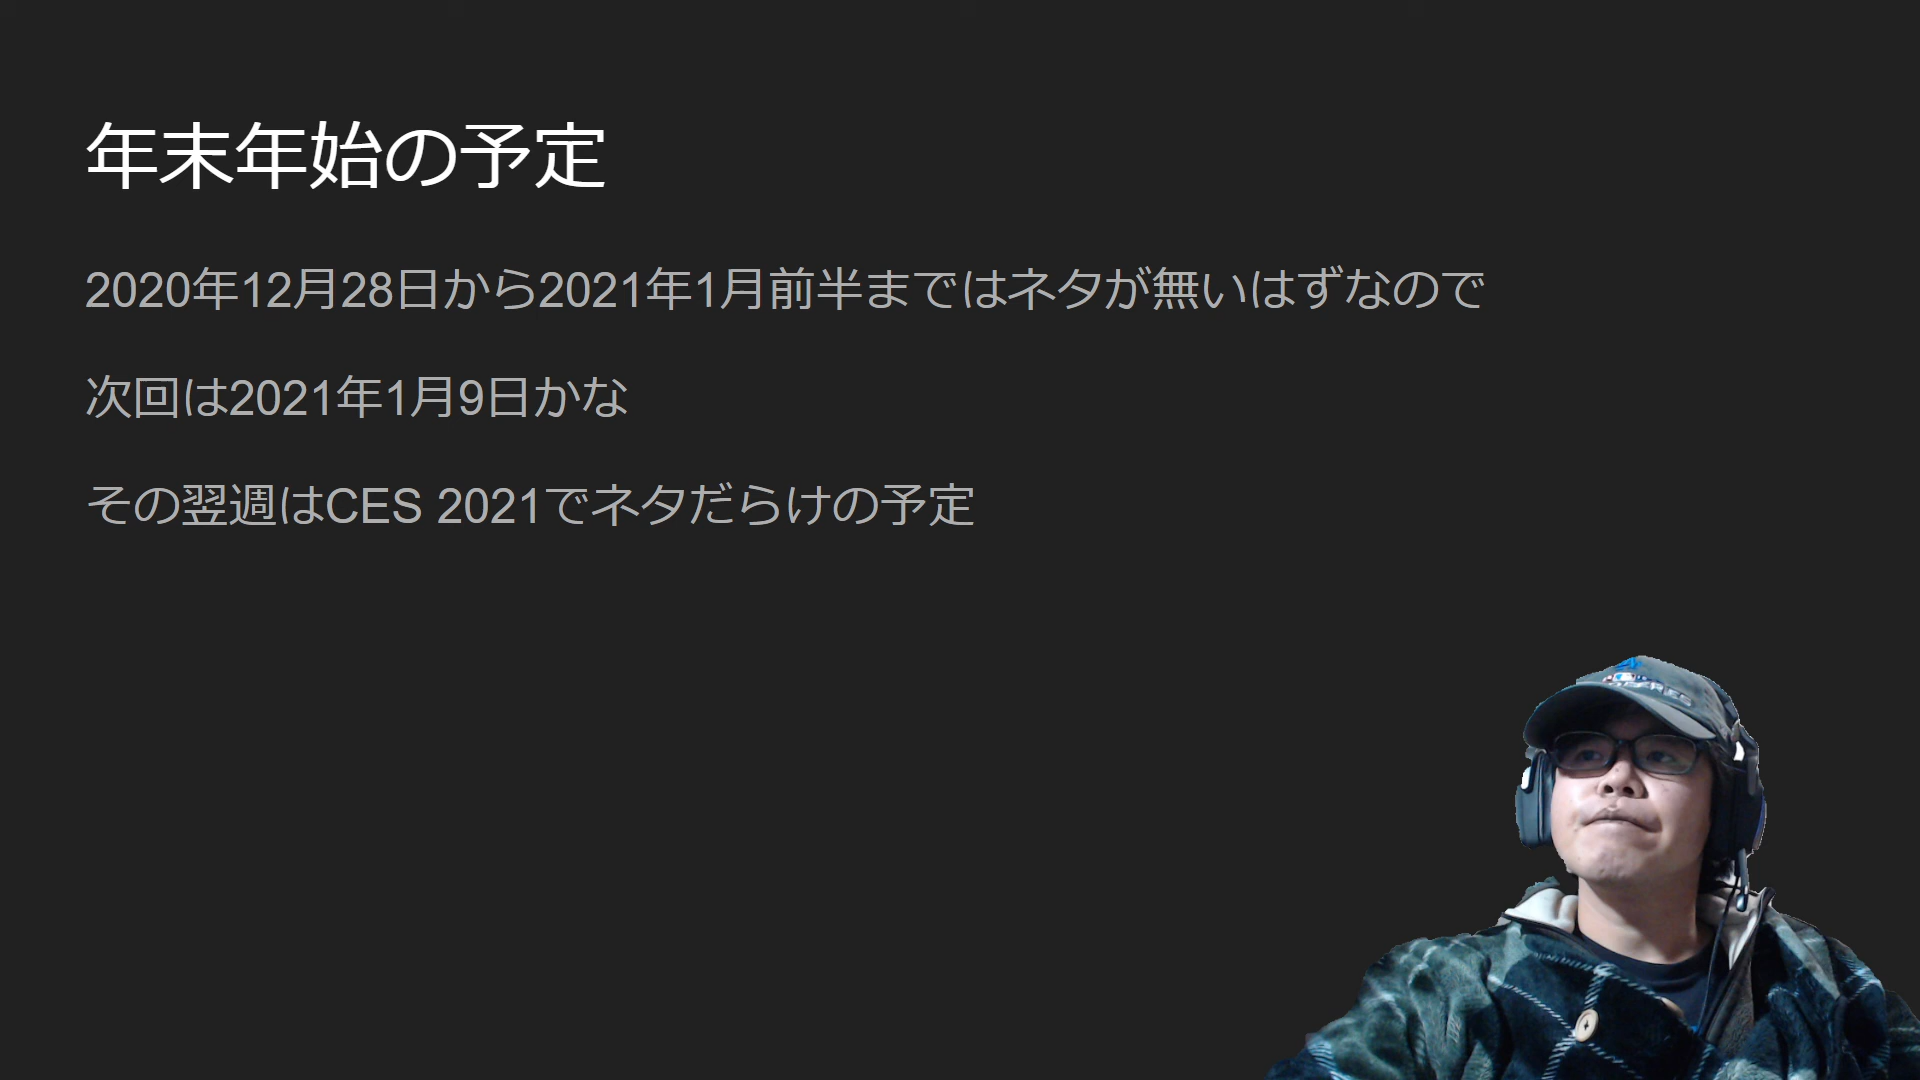 年末年始の予定
2020年12月28日から2021年1月前半まではネタが無いはずなので
次回は2021年1月9日かな
その翌週はCES 2021でネタだらけの予定